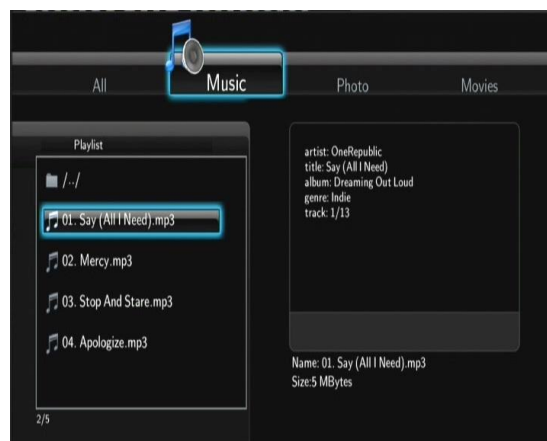 All
Music
Photo
Movies
Playlist
/../
01. Say (All I Need).mp3
02. Mercy.mp3
03. Stop And Stare.mp3
04. Apologize.mp3
2/5
artist: OneRepublic
title: Say (All I Need)
album: Dreaming Out Loud
genre: Indie
track: 1/13
Name: 01. Say (All I Need).mp3
Size:5 MBytes